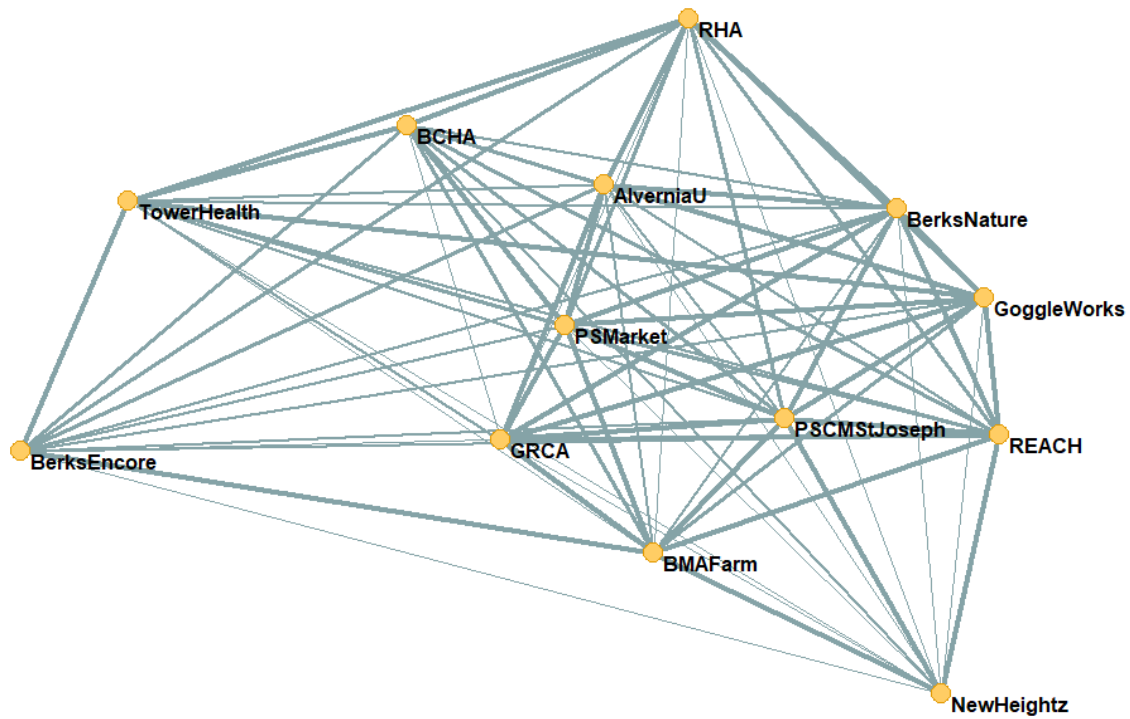 RHA
BCHA
AlverniaU
TowerHealth
BerksNature
GoggleWorks
PSMarket
PSCMStJoseph
REACH
GRCA
BerksEncore
BMAFarm
NewHeightz